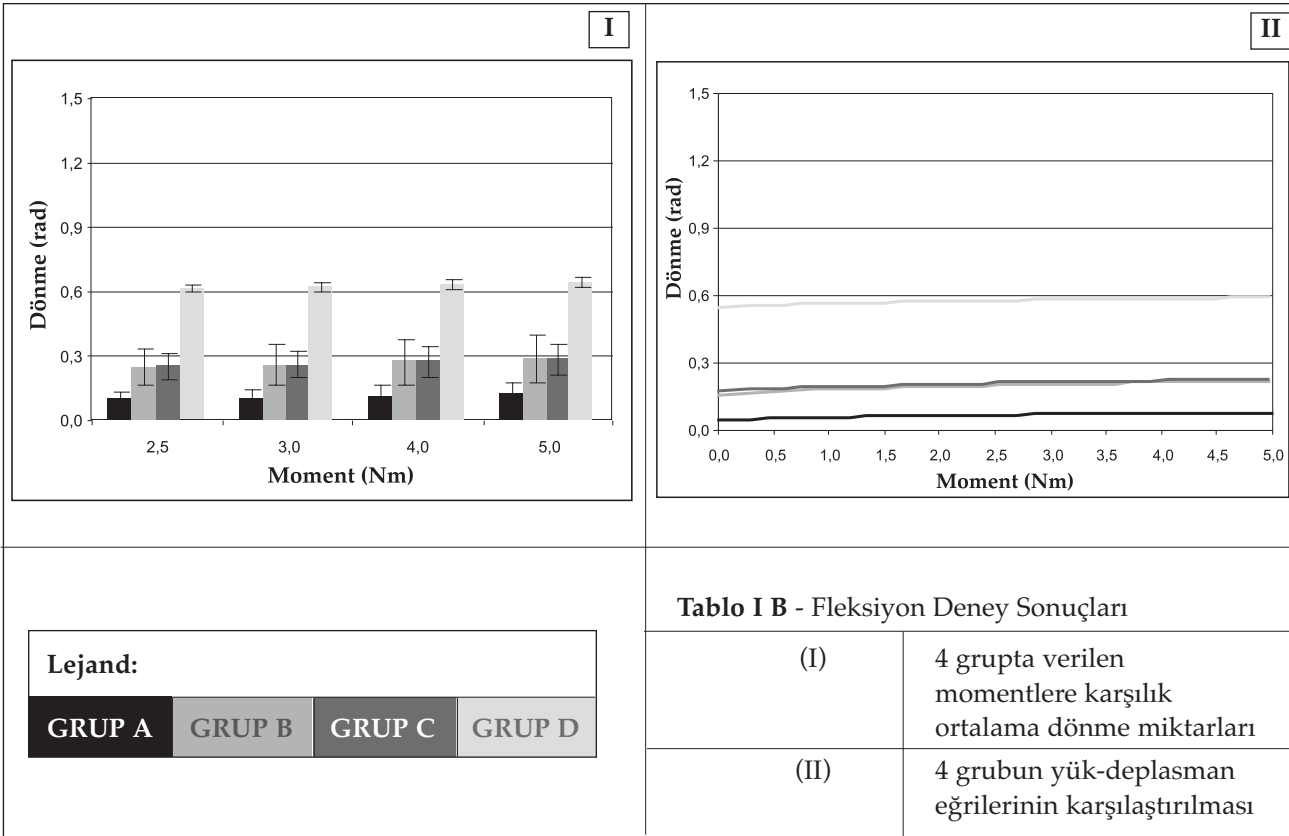 I
1,5
1,2
0,9
0,6
0,3
0,0
Dönme (rad)
2,5 3,0 4,0 5,0
Moment (Nm)
II
1,5
1,2
0,9
0,6
0,3
0,0
Dönme (rad)
0,0 0,5 1,0 1,5 2,0 2,5 3,0 3,5 4,0 4,5 5,0
Moment (Nm)
Lejand:
GRUP A GRUP B GRUP C GRUP D
Tablo I B - Fleksiyon Deney Sonuçları
(I) 4 grupta verilen
momentlere karşılık
ortalama dönme miktarları
(II) 4 grubun yük-deplasman
eğrilerinin karşılaştırılması